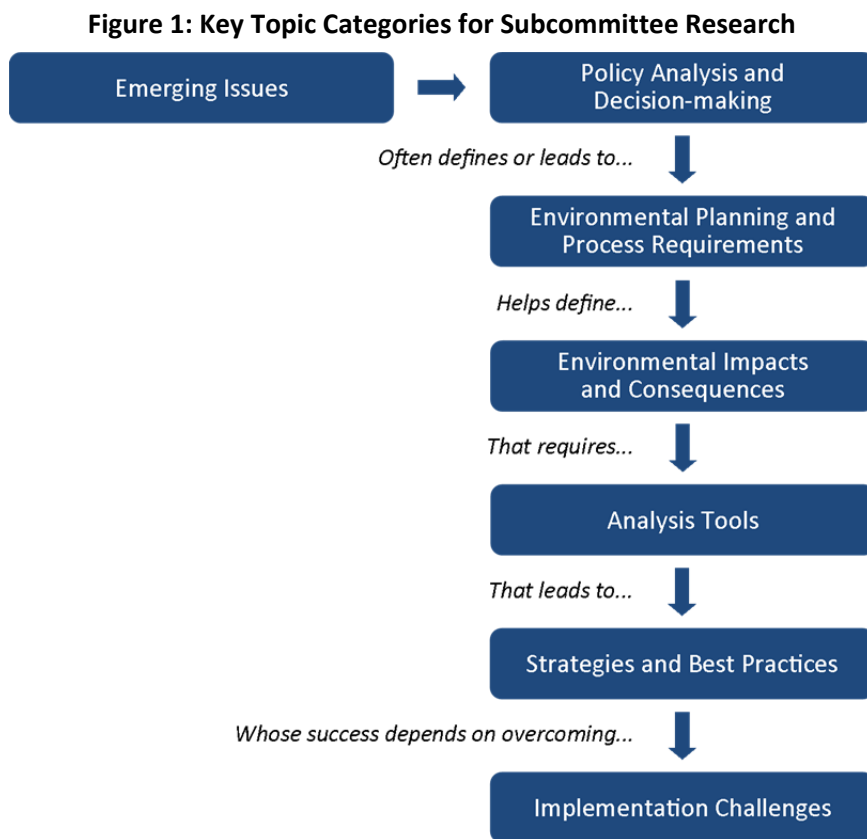 Figure 1: Key Topic Categories for Subcommittee Research
Emerging Issues
Policy Analysis and
Decision-making
Often defines or leads to...
Environmental Planning and
Process Requirements
Helps define...
Environmental Impacts
and Consequences
That requires...
Analysis Tools
That leads to...
Strategies and Best Practices
Whose success depends on overcoming...
Implementation Challenges